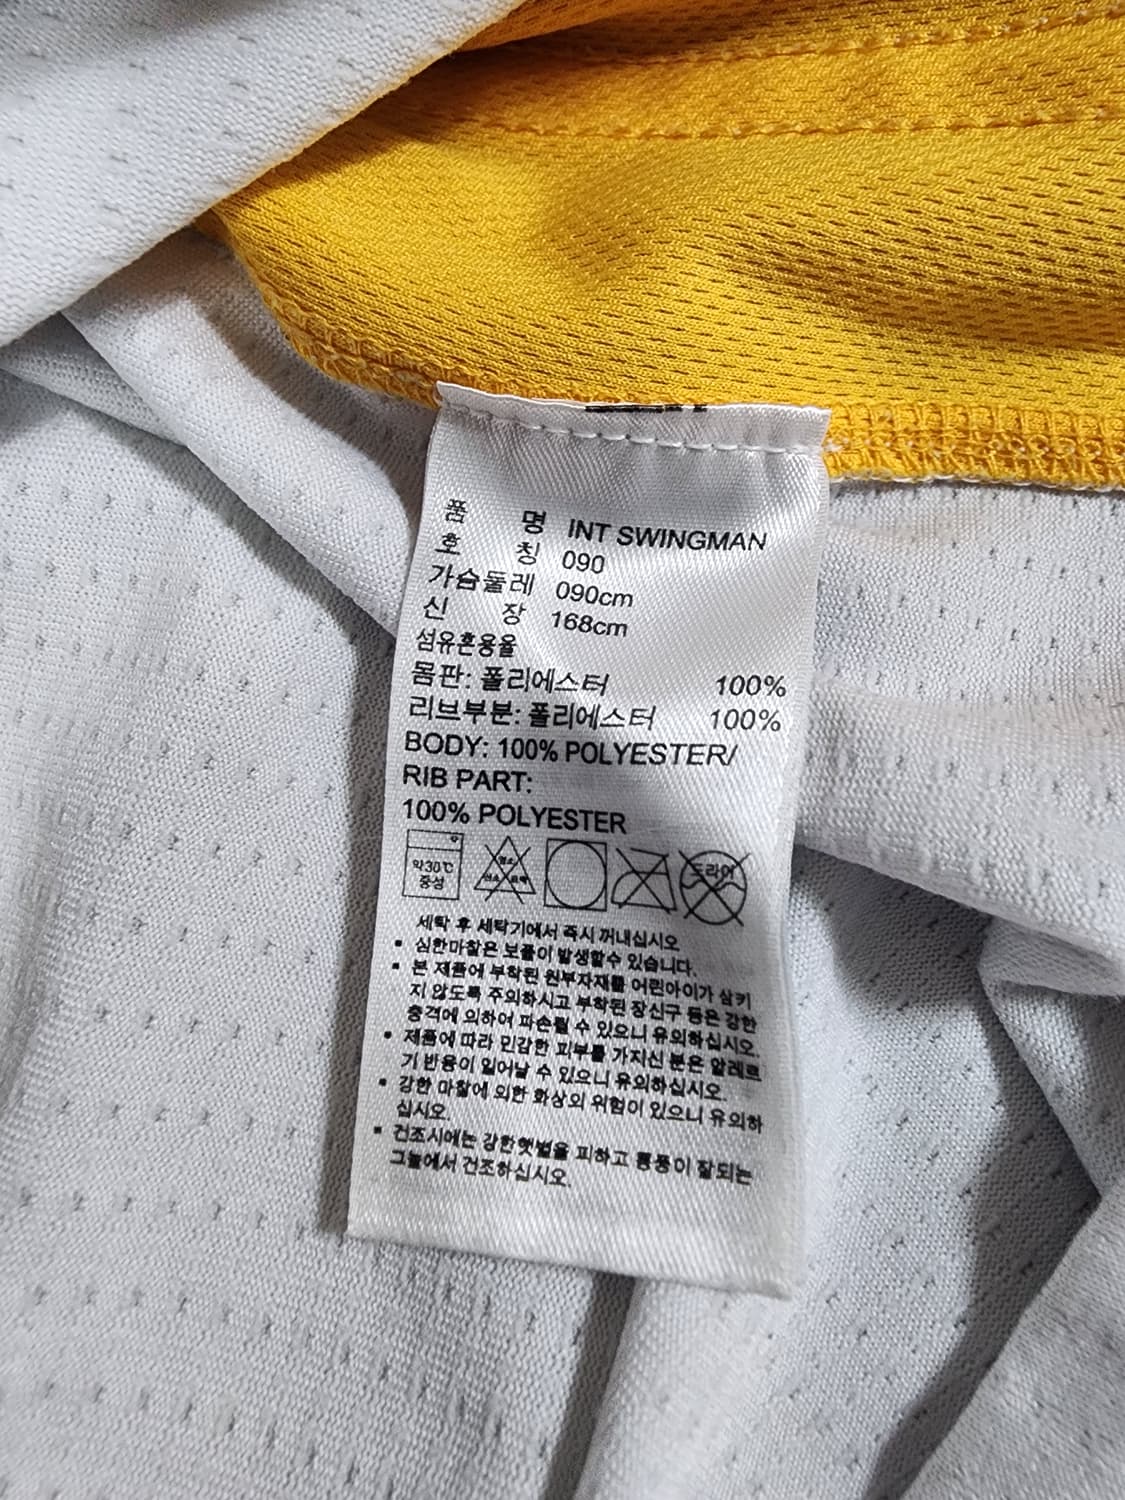 품 명 INT SWINGMAN
호 칭 090
가슴둘레 090cm
신 장 168cm
섬유혼용율
몸판: 폴리에스터 100%
리브부분: 폴리에스터 100%
BODY: 100% POLYESTER/
RIB PART:
100% POLYESTER
약30℃
중성
염소
산소표백
드라이
세탁 후 세탁기에서 즉시 꺼내십시오
▪ 심한마찰은 보풀이 발생할수 있습니다.
▪ 본 제품에 부착된 원부자재를 어린아이가 삼키
지 않도록 주의하시고 부착된 장신구 등은 강한
충격에 의하여 파손될 수 있으니 유의하십시오.
▪ 제품에 따라 민감한 피부를 가지신 분은 알레르
기 반응이 일어날 수 있으니 유의하십시오.
▪ 강한 마찰에 의한 화상의 위험이 있으니 유의하
십시오.
▪ 건조시에는 강한햇볕을 피하고 통풍이 잘되는
그늘에서 건조하십시오.